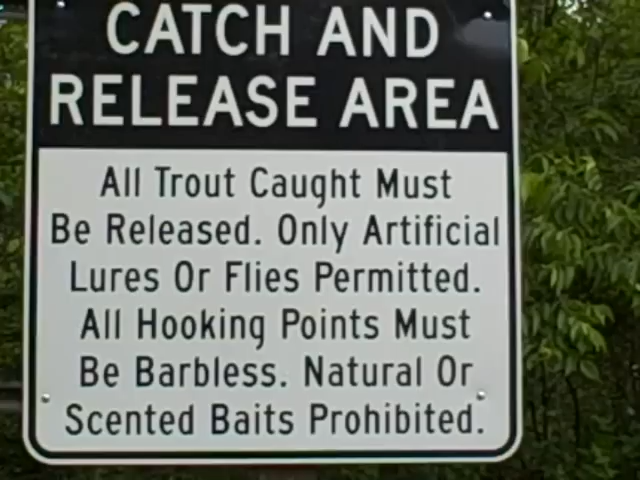 CATCH AND
RELEASE AREA
All Trout Caught Must
Be Released. Only Artificial
Lures Or Flies Permitted.
All Hooking Points Must
Be Barbless. Natural Or
Scented Baits Prohibited.